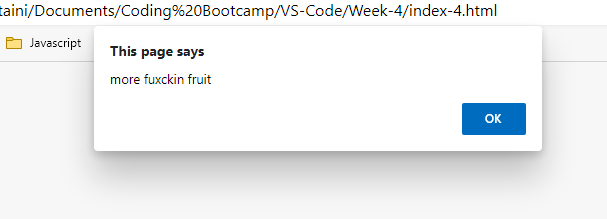 taini/Documents/Coding%20Bootcamp/VS-Code/Week-4/index-4.html
Javascript
This page says
more fuxckin fruit
OK